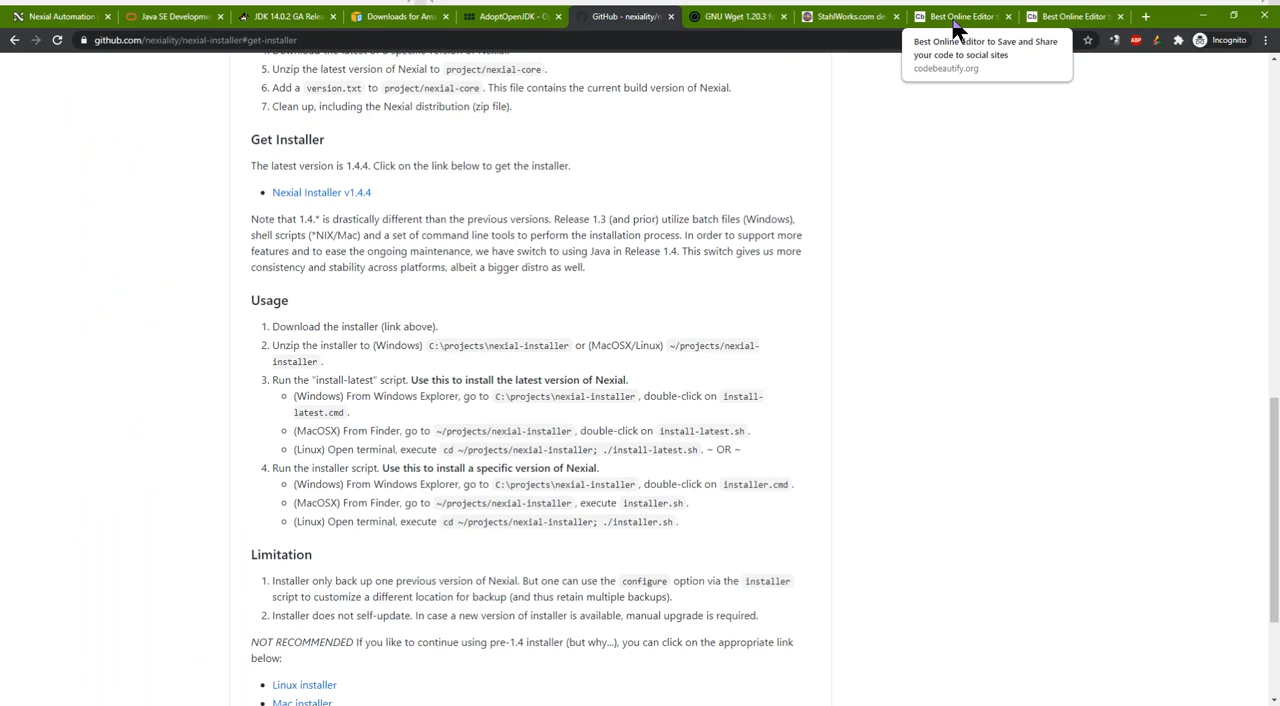 Nexial Automation
Java SE Developme
JDK 14.0.2 GA Rele
Downloads for Ama
AdoptOpenJDK - O
GitHub - nexiality/n
GNU Wget 1.20.3 fo
StahlWorks.com de
Best Online Editor t
Best Online Editor t
github.com/nexiality/nexial-installer#get-installer
ABP
Incognito
Best Online Editor to Save and Share
your code to social sites
codebeautify.org
5. Unzip the latest version of Nexial to project/nexial-core .
6. Add a version.txt to project/nexial-core . This file contains the current build version of Nexial.
7. Clean up, including the Nexial distribution (zip file).
Get Installer
The latest version is 1.4.4. Click on the link below to get the installer.
• Nexial Installer v1.4.4
Note that 1.4.* is drastically different than the previous versions. Release 1.3 (and prior) utilize batch files (Windows),
shell scripts (*NIX/Mac) and a set of command line tools to perform the installation process. In order to support more
features and to ease the ongoing maintenance, we have switch to using Java in Release 1.4. This switch gives us more
consistency and stability across platforms, albeit a bigger distro as well.
Usage
1. Download the installer (link above).
2. Unzip the installer to (Windows) C:\projects\nexial-installer or (MacOSX/Linux) ~/projects/nexial-
installer .
3. Run the "install-latest" script. Use this to install the latest version of Nexial.
(Windows) From Windows Explorer, go to C:\projects\nexial-installer , double-click on install-
latest.cmd .
(MacOSX) From Finder, go to ~/projects/nexial-installer , double-click on install-latest.sh .
(Linux) Open terminal, execute cd ~/projects/nexial-installer; ./install-latest.sh . ~ OR ~
4. Run the installer script. Use this to install a specific version of Nexial.
(Windows) From Windows Explorer, go to C:\projects\nexial-installer , double-click on installer.cmd .
(MacOSX) From Finder, go to ~/projects/nexial-installer , execute installer.sh .
(Linux) Open terminal, execute cd ~/projects/nexial-installer; ./installer.sh .
Limitation
1. Installer only back up one previous version of Nexial. But one can use the configure option via the installer
script to customize a different location for backup (and thus retain multiple backups).
2. Installer does not self-update. In case a new version of installer is available, manual upgrade is required.
NOT RECOMMENDED If you like to continue using pre-1.4 installer (but why...), you can click on the appropriate link
below:
• Linux installer
• Mac installer